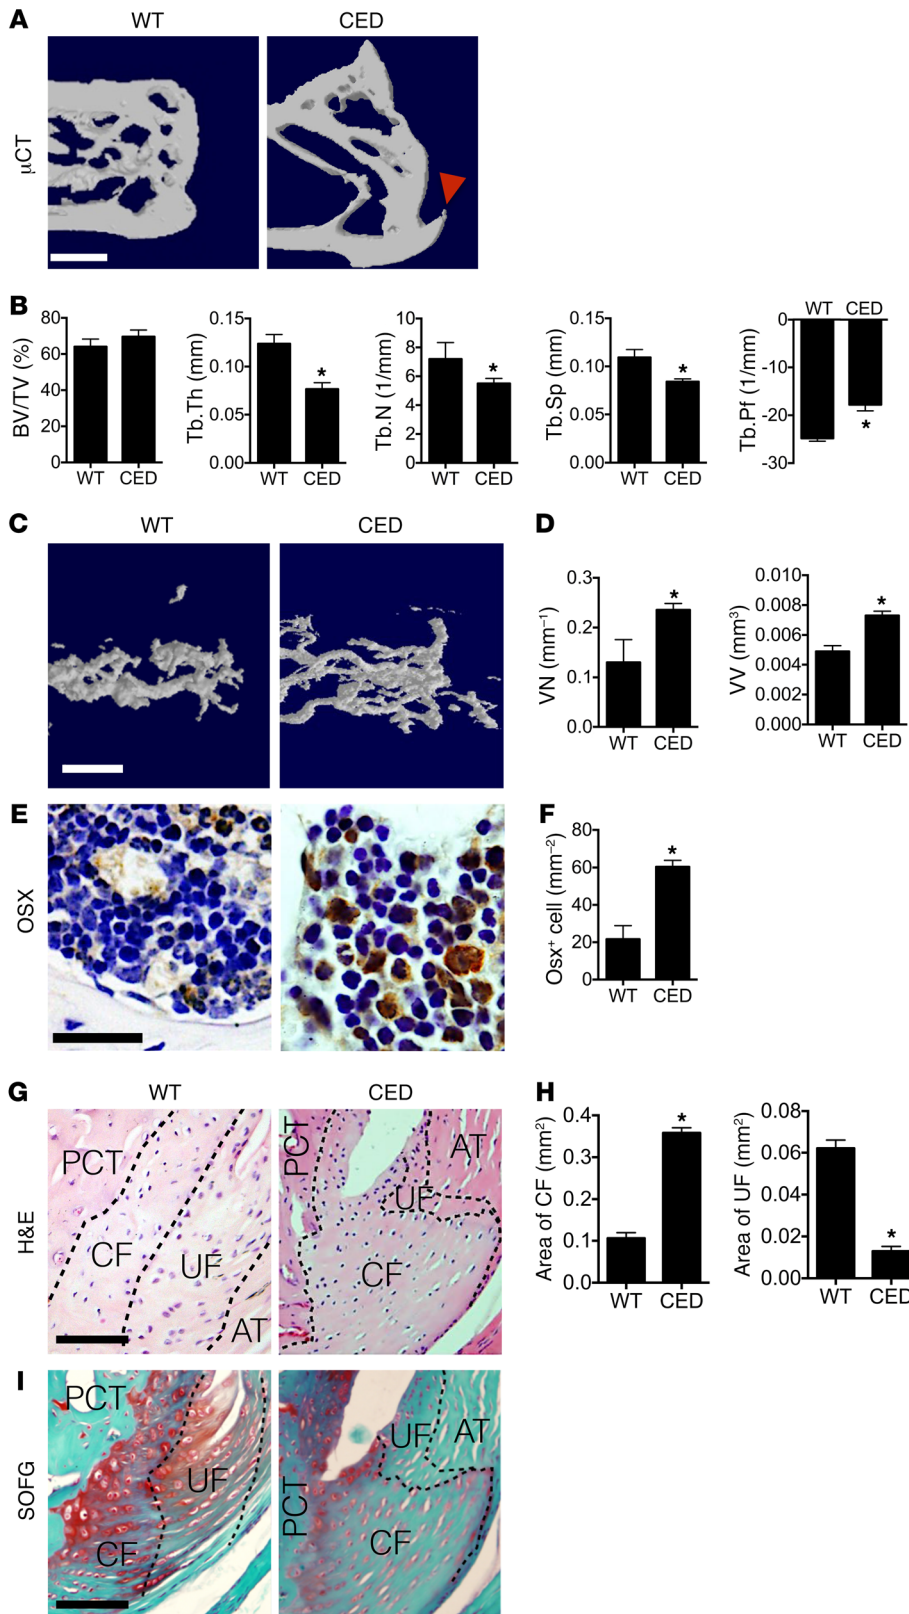 A
WT
CED
μCT
B
BV/TV (%)
80
60
40
20
0
WT
CED
Tb.Th (mm)
0.15
0.10
0.05
0.00
*
WT
CED
Tb.N (1/mm)
10
8
6
4
2
0
*
WT
CED
Tb.Sp (mm)
0.15
0.10
0.05
0.00
*
WT
CED
Tb.Pf (1/mm)
WT
CED
0
-10
-20
-30
*
C
WT
CED
D
VN (mm⁻¹)
0.3
0.2
0.1
0.0
*
WT
CED
VV (mm³)
0.010
0.008
0.006
0.004
0.002
0.000
*
WT
CED
E
OSX
F
Osx⁺ cell (mm⁻²)
80
60
40
20
0
*
WT
CED
G
WT
CED
H&E
PCT
CF
UF
AT
PCT
AT
UF
CF
H
Area of CF (mm²)
0.4
0.3
0.2
0.1
0.0
*
WT
CED
Area of UF (mm²)
0.08
0.06
0.04
0.02
0.00
*
WT
CED
I
SOFG
PCT
UF
CF
PCT
UF
AT
CF